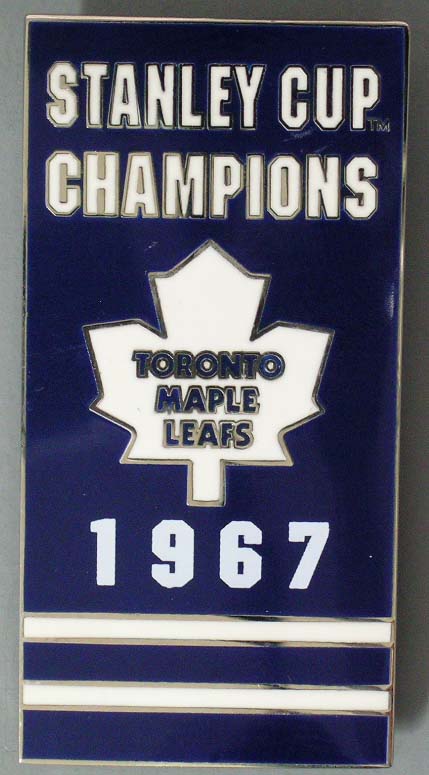 STANLEY CUP™
CHAMPIONS
TORONTO
MAPLE
LEAFS
1967